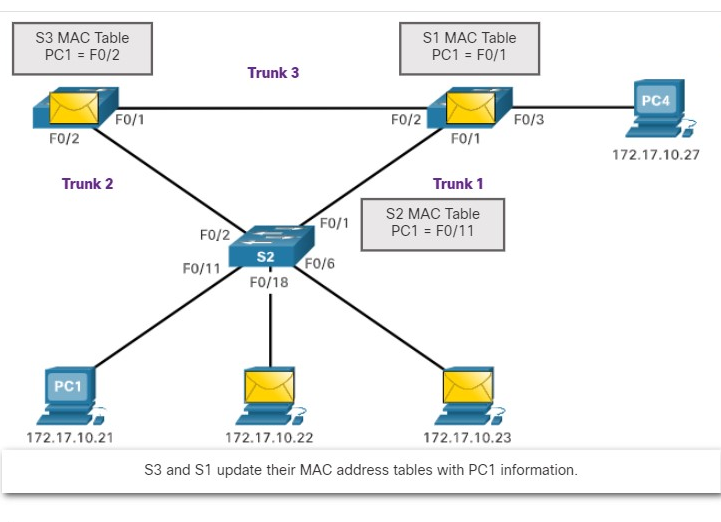 S3 MAC Table
PC1 = F0/2
S1 MAC Table
PC1 = F0/1
Trunk 3
PC4
F0/1
F0/2
F0/3
F0/2
F0/1
172.17.10.27
Trunk 2
Trunk 1
S2 MAC Table
PC1 = F0/11
F0/1
F0/2
S2
F0/11
F0/6
F0/18
PC1
172.17.10.21
172.17.10.22
172.17.10.23
S3 and S1 update their MAC address tables with PC1 information.